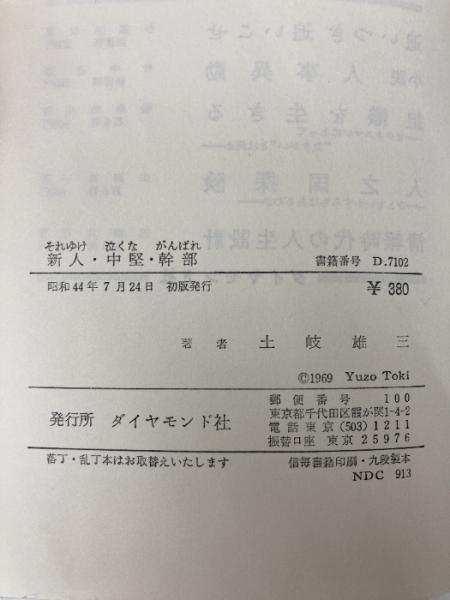 それゆけ 泣くな がんばれ
新人・中堅・幹部 書籍番号 D.7102
昭和44年7月24日 初版発行 ¥ 380
著者 土岐雄三
©1969 Yuzo Toki
発行所 ダイヤモンド社
郵便番号 100
東京都千代田区霞が関1-4-2
電話 東京 (503) 1211
振替口座 東京 25976
落丁・乱丁本はお取替えいたします 信毎書籍印刷・九段製本
NDC 913